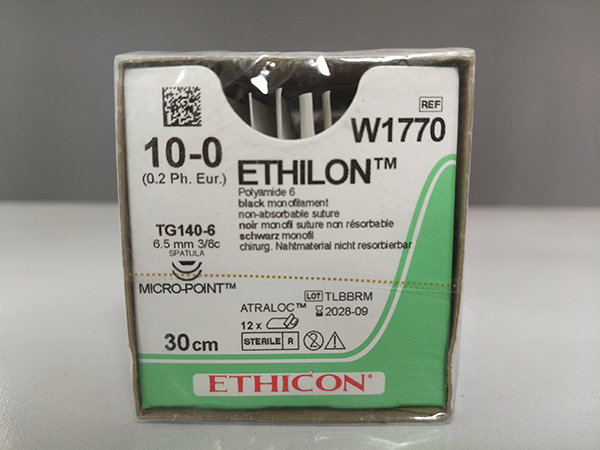 REF
W1770
10-0
(0.2 Ph. Eur.)
ETHILON™
Polyamide 6
black monofilament
non-absorbable suture
noir monofil suture non résorbable
schwarz monofil
chirurg. Nahtmaterial nicht resorbierbar
TG140-6
6.5 mm 3/8c
SPATULA
MICRO-POINT™
LOT TLBBRM
ATRALOC™
2028-09
12 x
30cm
STERILE R
2
ETHICON®